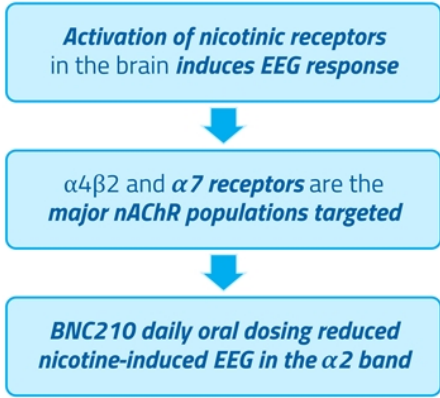 Activation of nicotinic receptors
in the brain induces EEG response
α4β2 and α7 receptors are the
major nAChR populations targeted
BNC210 daily oral dosing reduced
nicotine-induced EEG in the α2 band